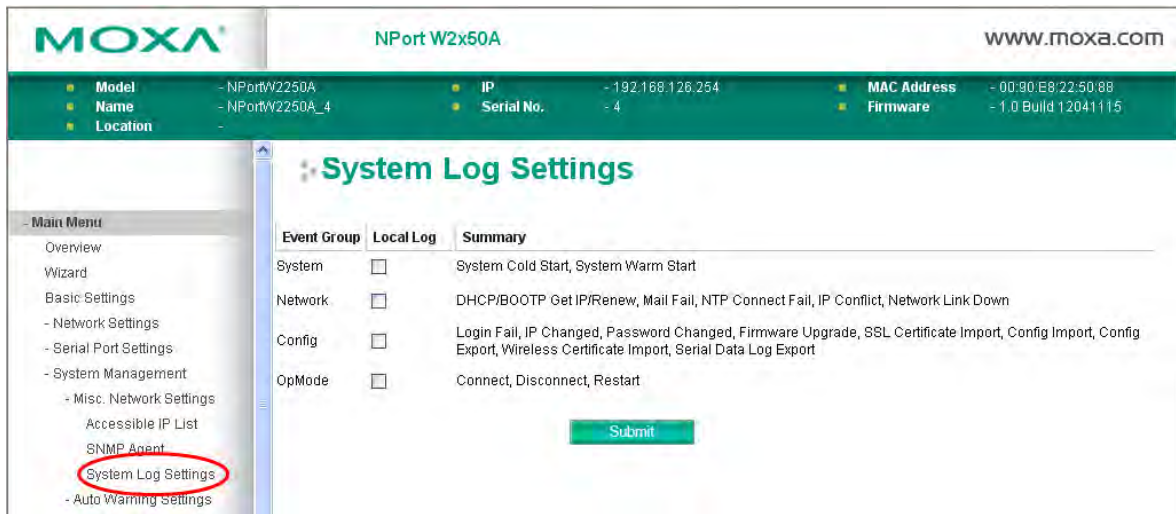 MOXA
NPort W2x50A
www.moxa.com
Model - NPortW2250A IP - 192.168.126.254 MAC Address - 00:90:E8:22:50:88
Name - NPortW2250A_4 Serial No. - 4 Firmware - 1.0 Build 12041115
Location -
System Log Settings
- Main Menu
Overview
Wizard
Basic Settings
- Network Settings
- Serial Port Settings
- System Management
- Misc. Network Settings
Accessible IP List
SNMP Agent
System Log Settings
- Auto Warning Settings
Event Group Local Log Summary
System System Cold Start, System Warm Start
Network DHCP/BOOTP Get IP/Renew, Mail Fail, NTP Connect Fail, IP Conflict, Network Link Down
Config Login Fail, IP Changed, Password Changed, Firmware Upgrade, SSL Certificate Import, Config Import, Config
Export, Wireless Certificate Import, Serial Data Log Export
OpMode Connect, Disconnect, Restart
Submit